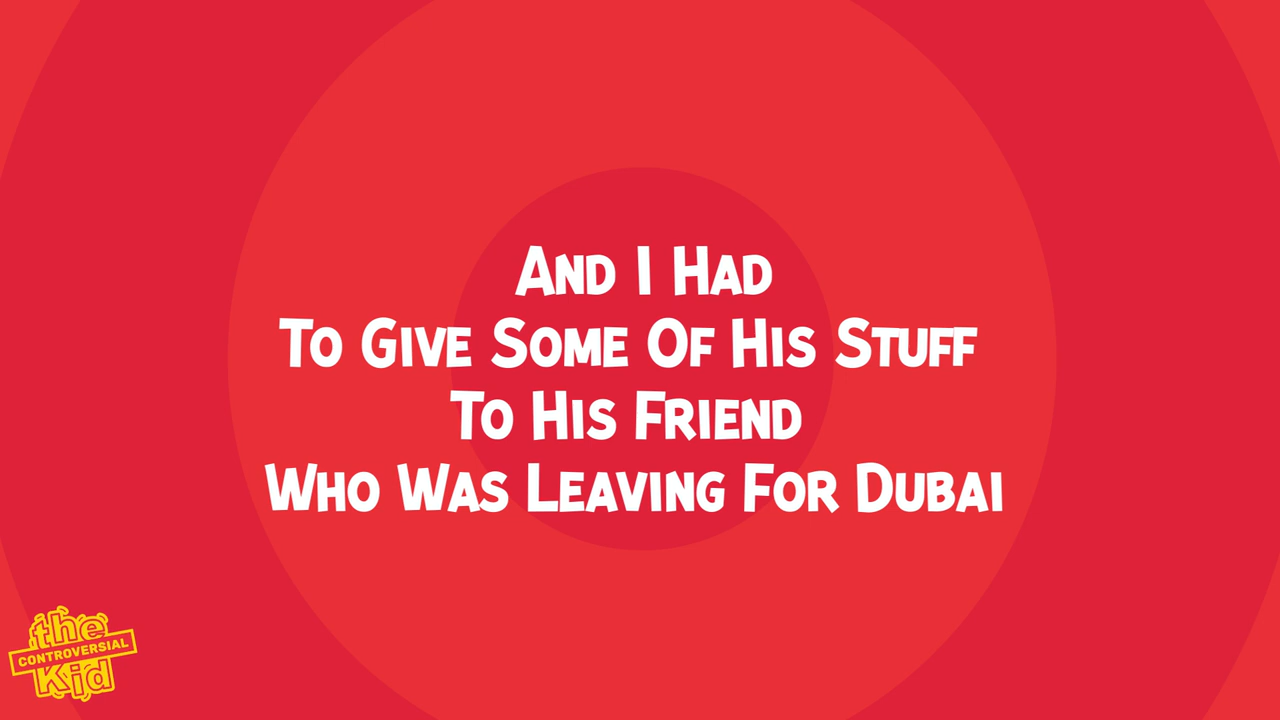 And I Had
To Give Some Of His Stuff
To His Friend
Who Was Leaving For Dubai
the
CONTROVERSIAL
Kid